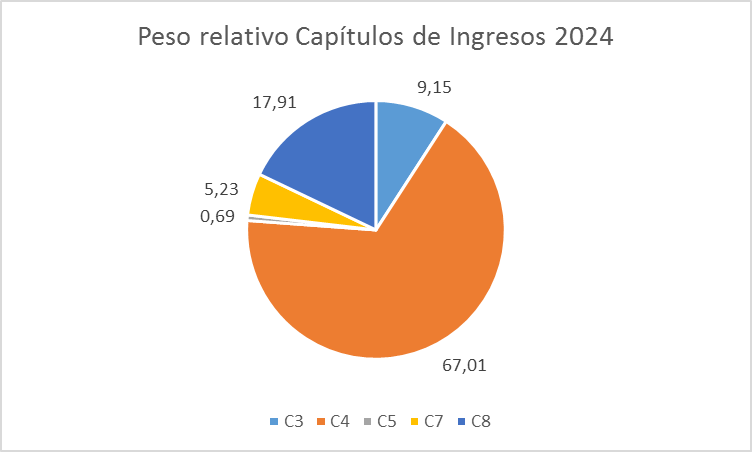 Peso relativo Capítulos de Ingresos 2024
9,15
17,91
5,23
0,69
67,01
C3 C4 C5 C7 C8